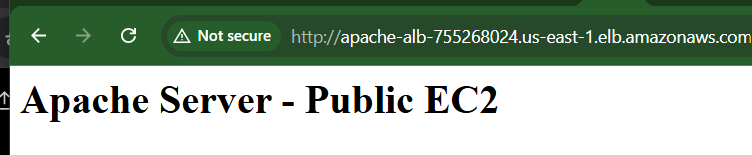 Not secure http://apache-alb-755268024.us-east-1.elb.amazonaws.com
Apache Server - Public EC2